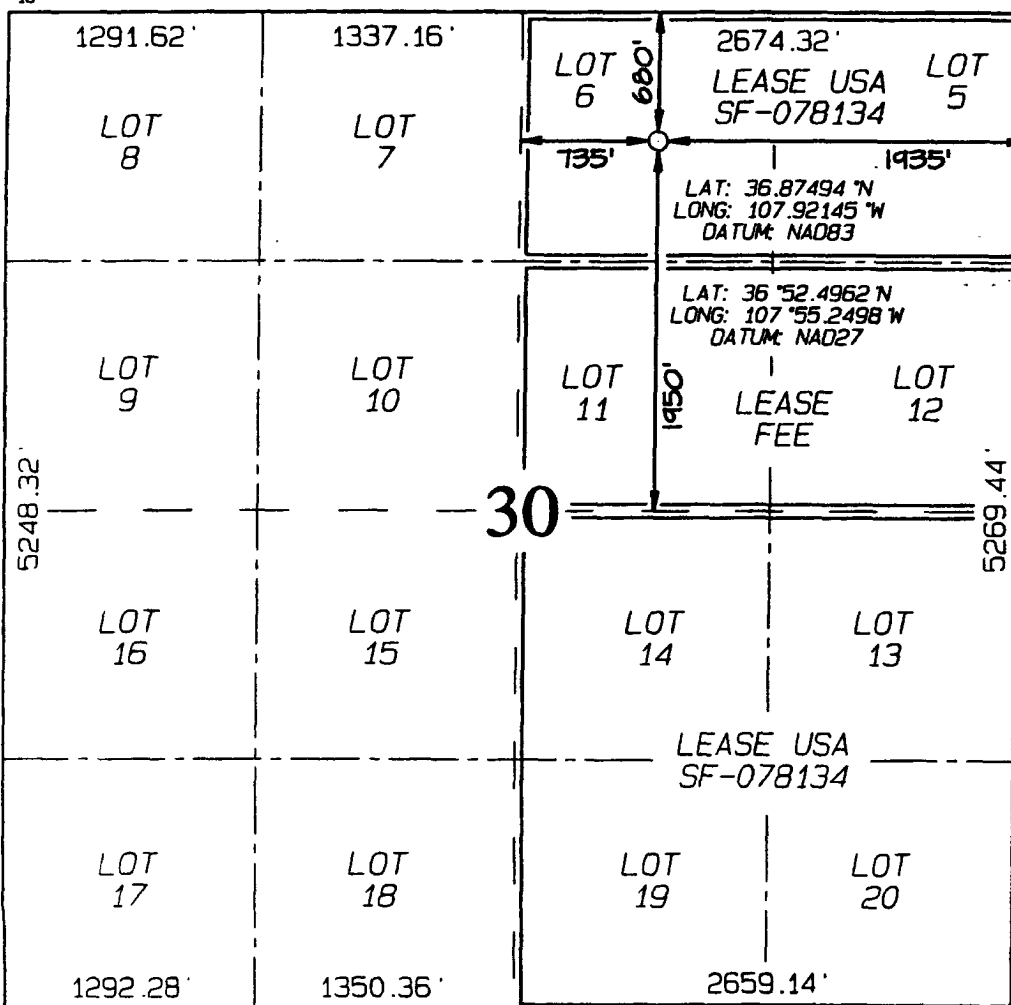 1291.62'
1337.16'
2674.32'
LOT
6
680'
LEASE USA
SF-078134
LOT
5
LOT
8
LOT
7
735'
1935'
LAT: 36.87494 °N
LONG: 107.92145 °W
DATUM: NAD83
LAT: 36 °52.4962'N
LONG: 107 °55.2498'W
DATUM: NAD27
LOT
9
LOT
10
LOT
11
1950'
LEASE
FEE
LOT
12
5248.32'
30
5269.44'
LOT
16
LOT
15
LOT
14
LOT
13
LEASE USA
SF-078134
LOT
17
LOT
18
LOT
19
LOT
20
1292.28'
1350.36'
2659.14'